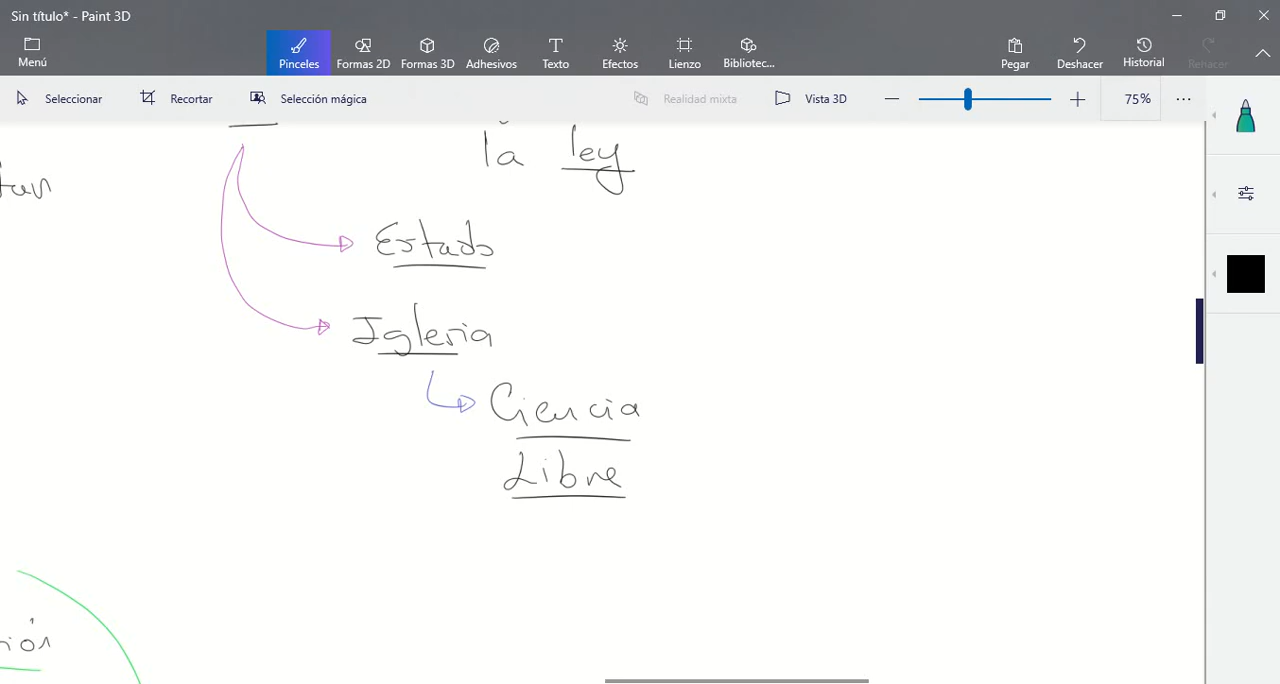 Sin título* - Paint 3D
Menú
Pinceles
Formas 2D
Formas 3D
Adhesivos
Texto
Efectos
Lienzo
Bibliotec...
Pegar
Deshacer
Historial
Rehacer
Seleccionar
Recortar
Selección mágica
Realidad mixta
Vista 3D
75%
la ley
Estado
Iglesia
Ciencia
Libre
ión